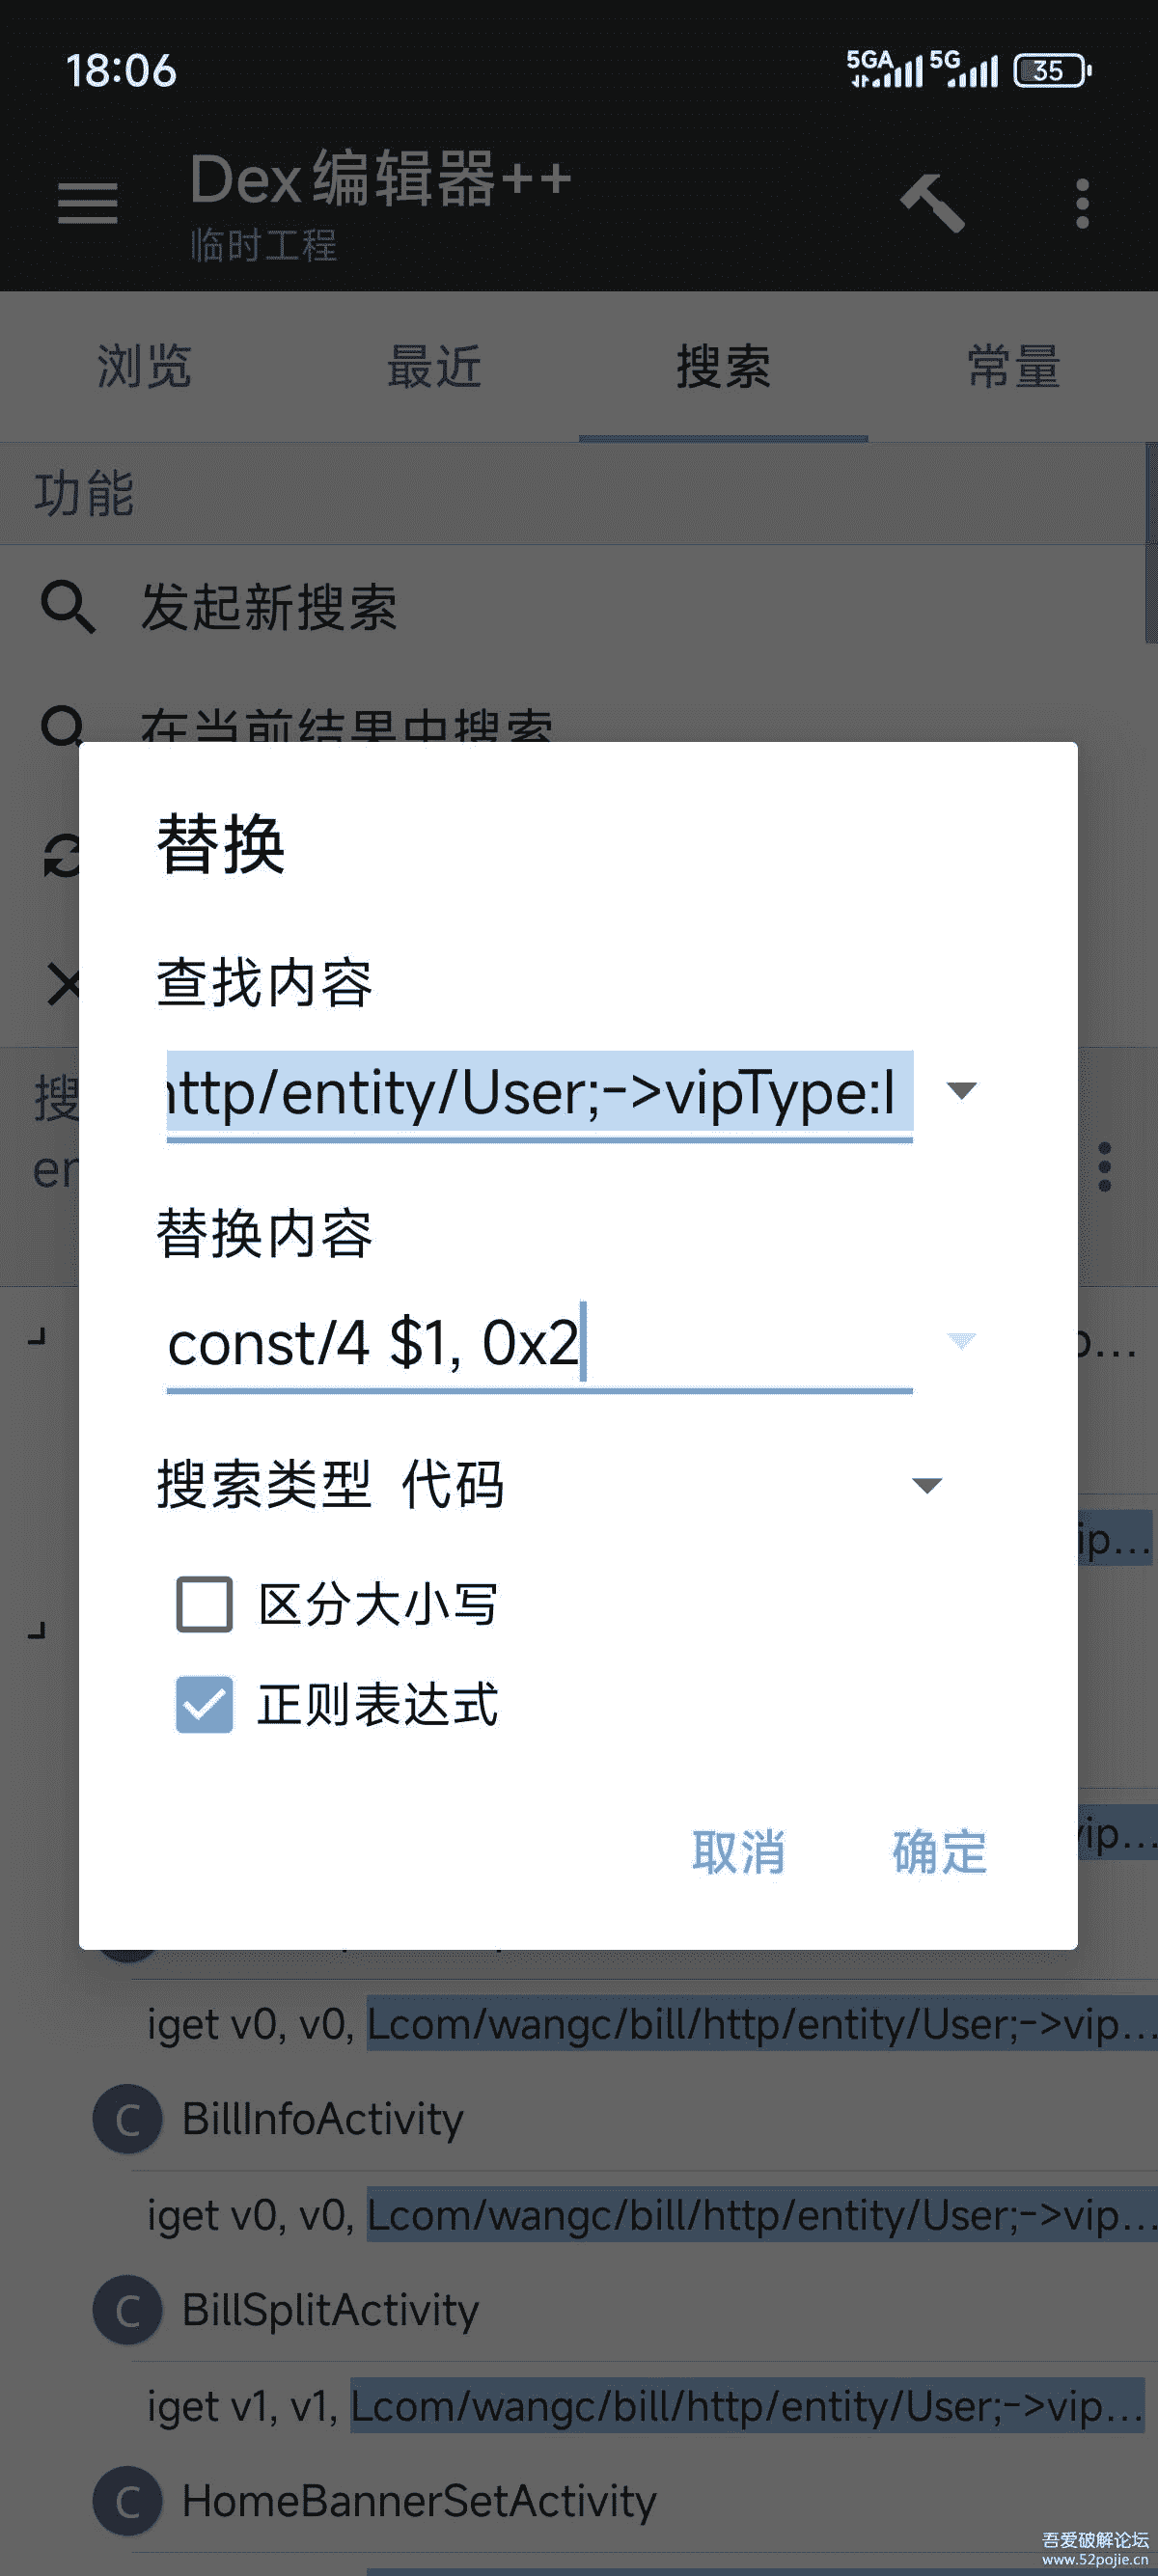 18:06
5GA 5G 35
Dex编辑器++
临时工程
浏览 最近 搜索 常量
功能
发起新搜索
在当前结果中搜索
替换
查找内容
http/entity/User;->vipType:I
替换内容
const/4 $1, 0x2
搜索类型 代码
区分大小写
正则表达式
取消 确定
iget v0, v0, Lcom/wangc/bill/http/entity/User;->vip...
C BillInfoActivity
iget v0, v0, Lcom/wangc/bill/http/entity/User;->vip...
C BillSplitActivity
iget v1, v1, Lcom/wangc/bill/http/entity/User;->vip...
C HomeBannerSetActivity
吾爱破解论坛
www.52pojie.cn